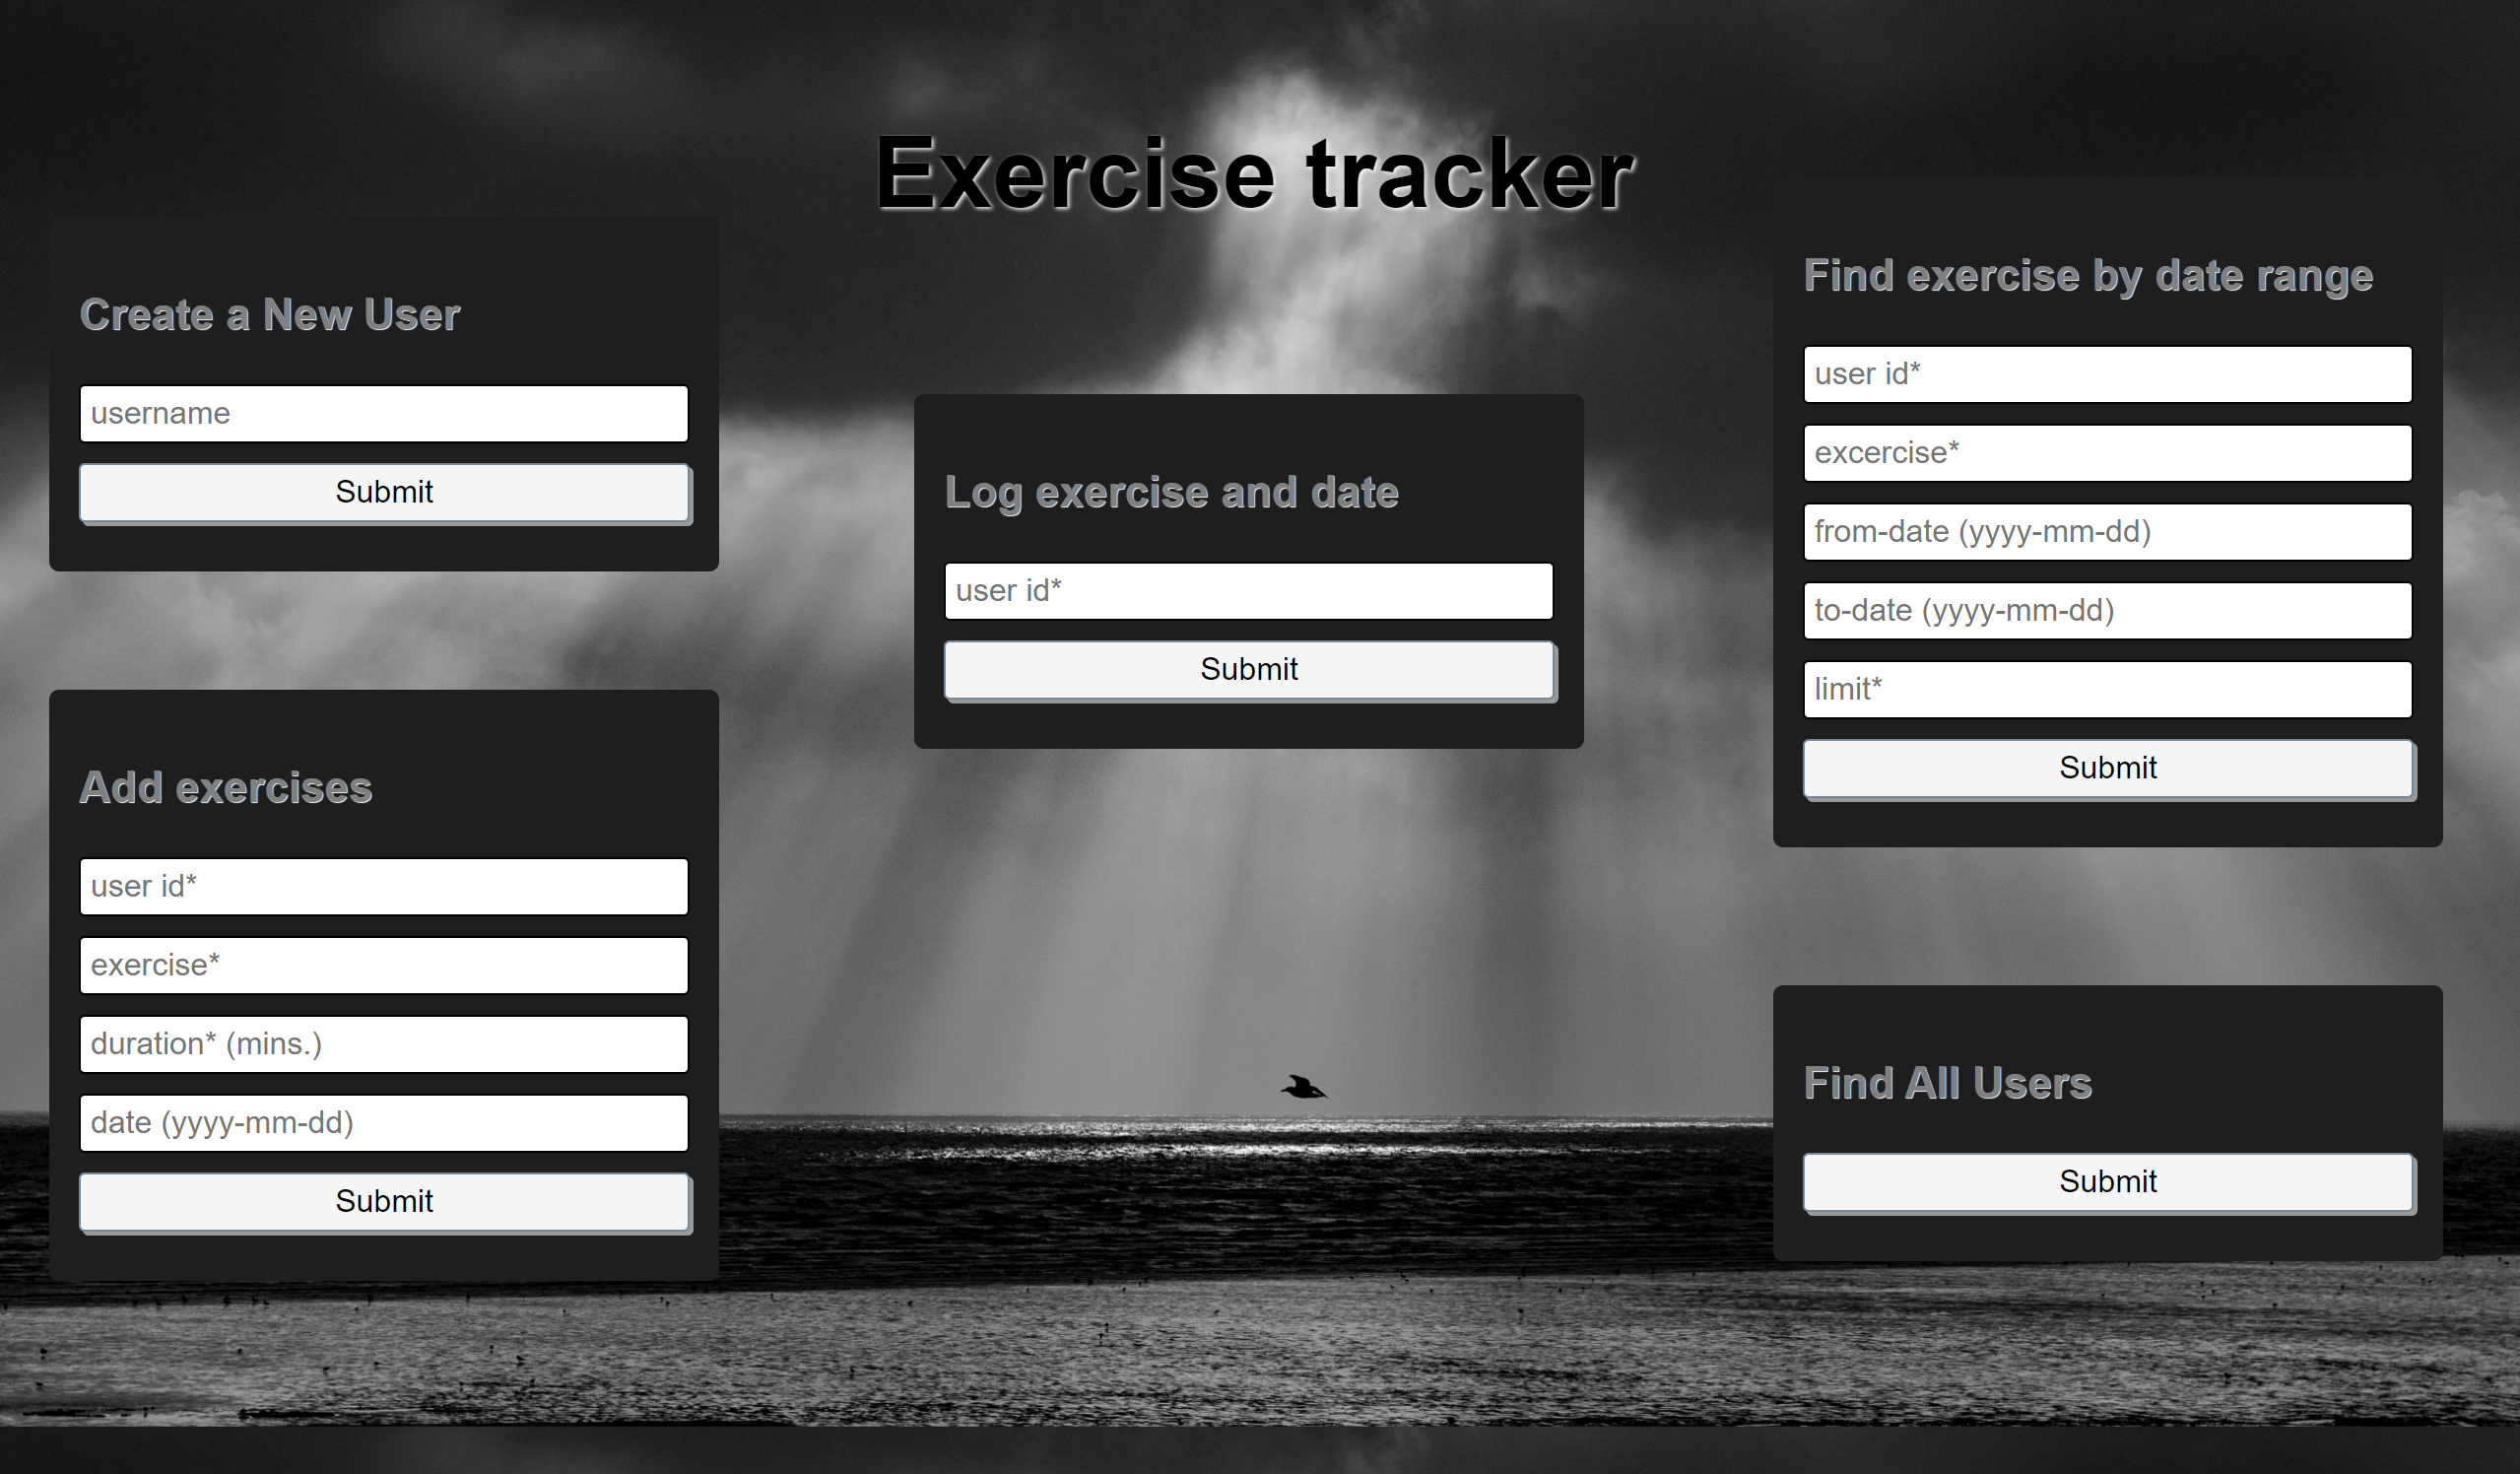 Exercise tracker
Create a New User
username
Submit
Add exercises
user id*
exercise*
duration* (mins.)
date (yyyy-mm-dd)
Submit
Log exercise and date
user id*
Submit
Find exercise by date range
user id*
excercise*
from-date (yyyy-mm-dd)
to-date (yyyy-mm-dd)
limit*
Submit
Find All Users
Submit